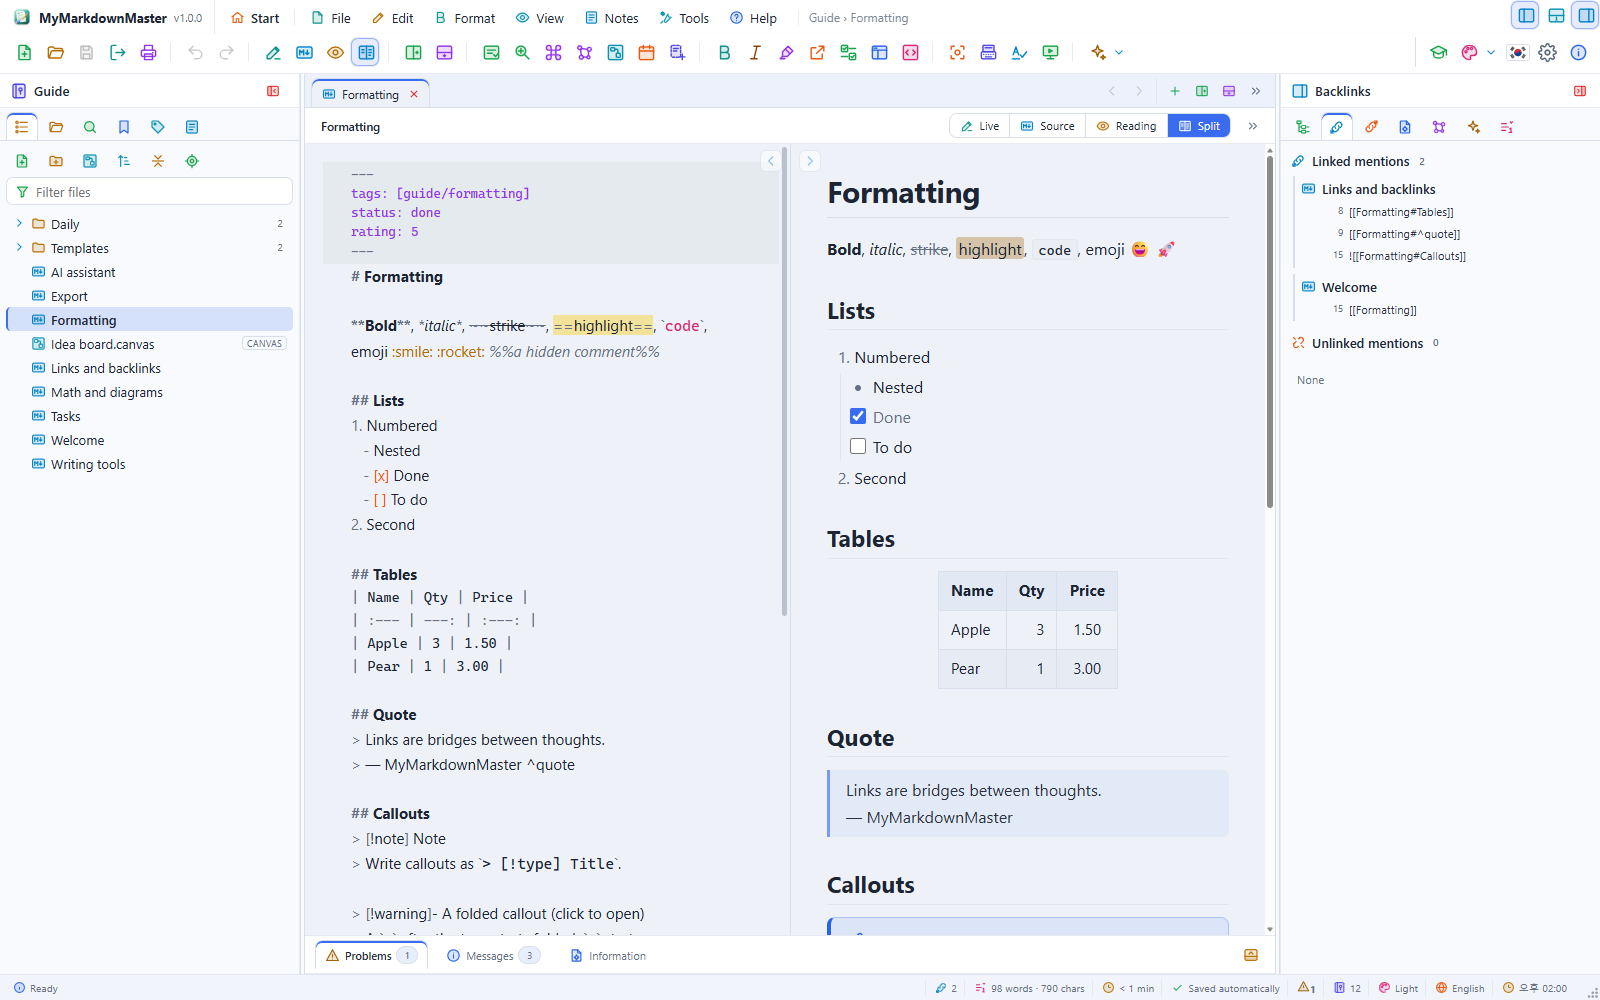 MyMarkdownMaster v1.0.0 Start File Edit Format View Notes Tools Help Guide › Formatting
Guide
Filter files
Daily 2
Templates 2
AI assistant
Export
Formatting
Idea board.canvas CANVAS
Links and backlinks
Math and diagrams
Tasks
Welcome
Writing tools
Formatting
Formatting
Live Source Reading Split
---
tags: [guide/formatting]
status: done
rating: 5
---
# Formatting
**Bold**, *italic*, ~~strike~~, ==highlight==, `code`,
emoji :smile: :rocket: %%a hidden comment%%
## Lists
1. Numbered
- Nested
- [x] Done
- [ ] To do
2. Second
## Tables
| Name | Qty | Price |
| :--- | ---: | :---: |
| Apple | 3 | 1.50 |
| Pear | 1 | 3.00 |
## Quote
> Links are bridges between thoughts.
> — MyMarkdownMaster ^quote
## Callouts
> [!note] Note
> Write callouts as `> [!type] Title`.
> [!warning]- A folded callout (click to open)
Formatting
Bold, italic, strike, highlight, code, emoji 😄 🚀
Lists
1. Numbered
• Nested
Done
To do
2. Second
Tables
Name Qty Price
Apple 3 1.50
Pear 1 3.00
Quote
Links are bridges between thoughts.
— MyMarkdownMaster
Callouts
Backlinks
Linked mentions 2
Links and backlinks
8 [[Formatting#Tables]]
9 [[Formatting#^quote]]
15 ![[Formatting#Callouts]]
Welcome
15 [[Formatting]]
Unlinked mentions 0
None
Problems 1 Messages 3 Information
Ready
2 98 words · 790 chars < 1 min Saved automatically 1 12 Light English 오후 02:00